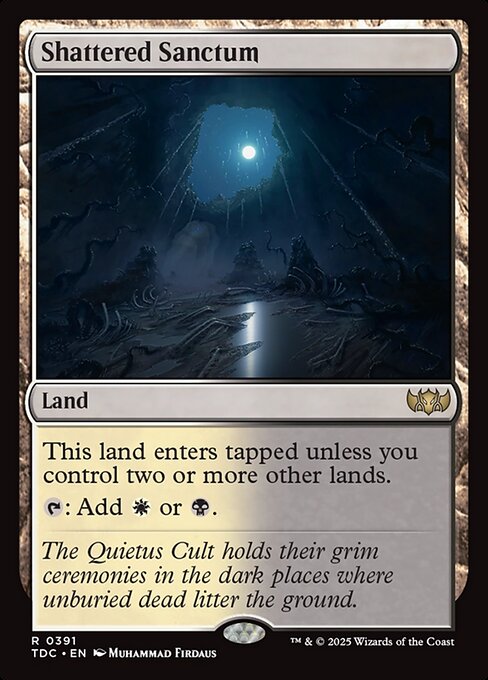 Shattered Sanctum
Land
This land enters tapped unless you
control two or more other lands.
: Add or .
The Quietus Cult holds their grim
ceremonies in the dark places where
unburied dead litter the ground.
R 0391
TDC • EN Muhammad Firdaus
™ & © 2025 Wizards of the Coast